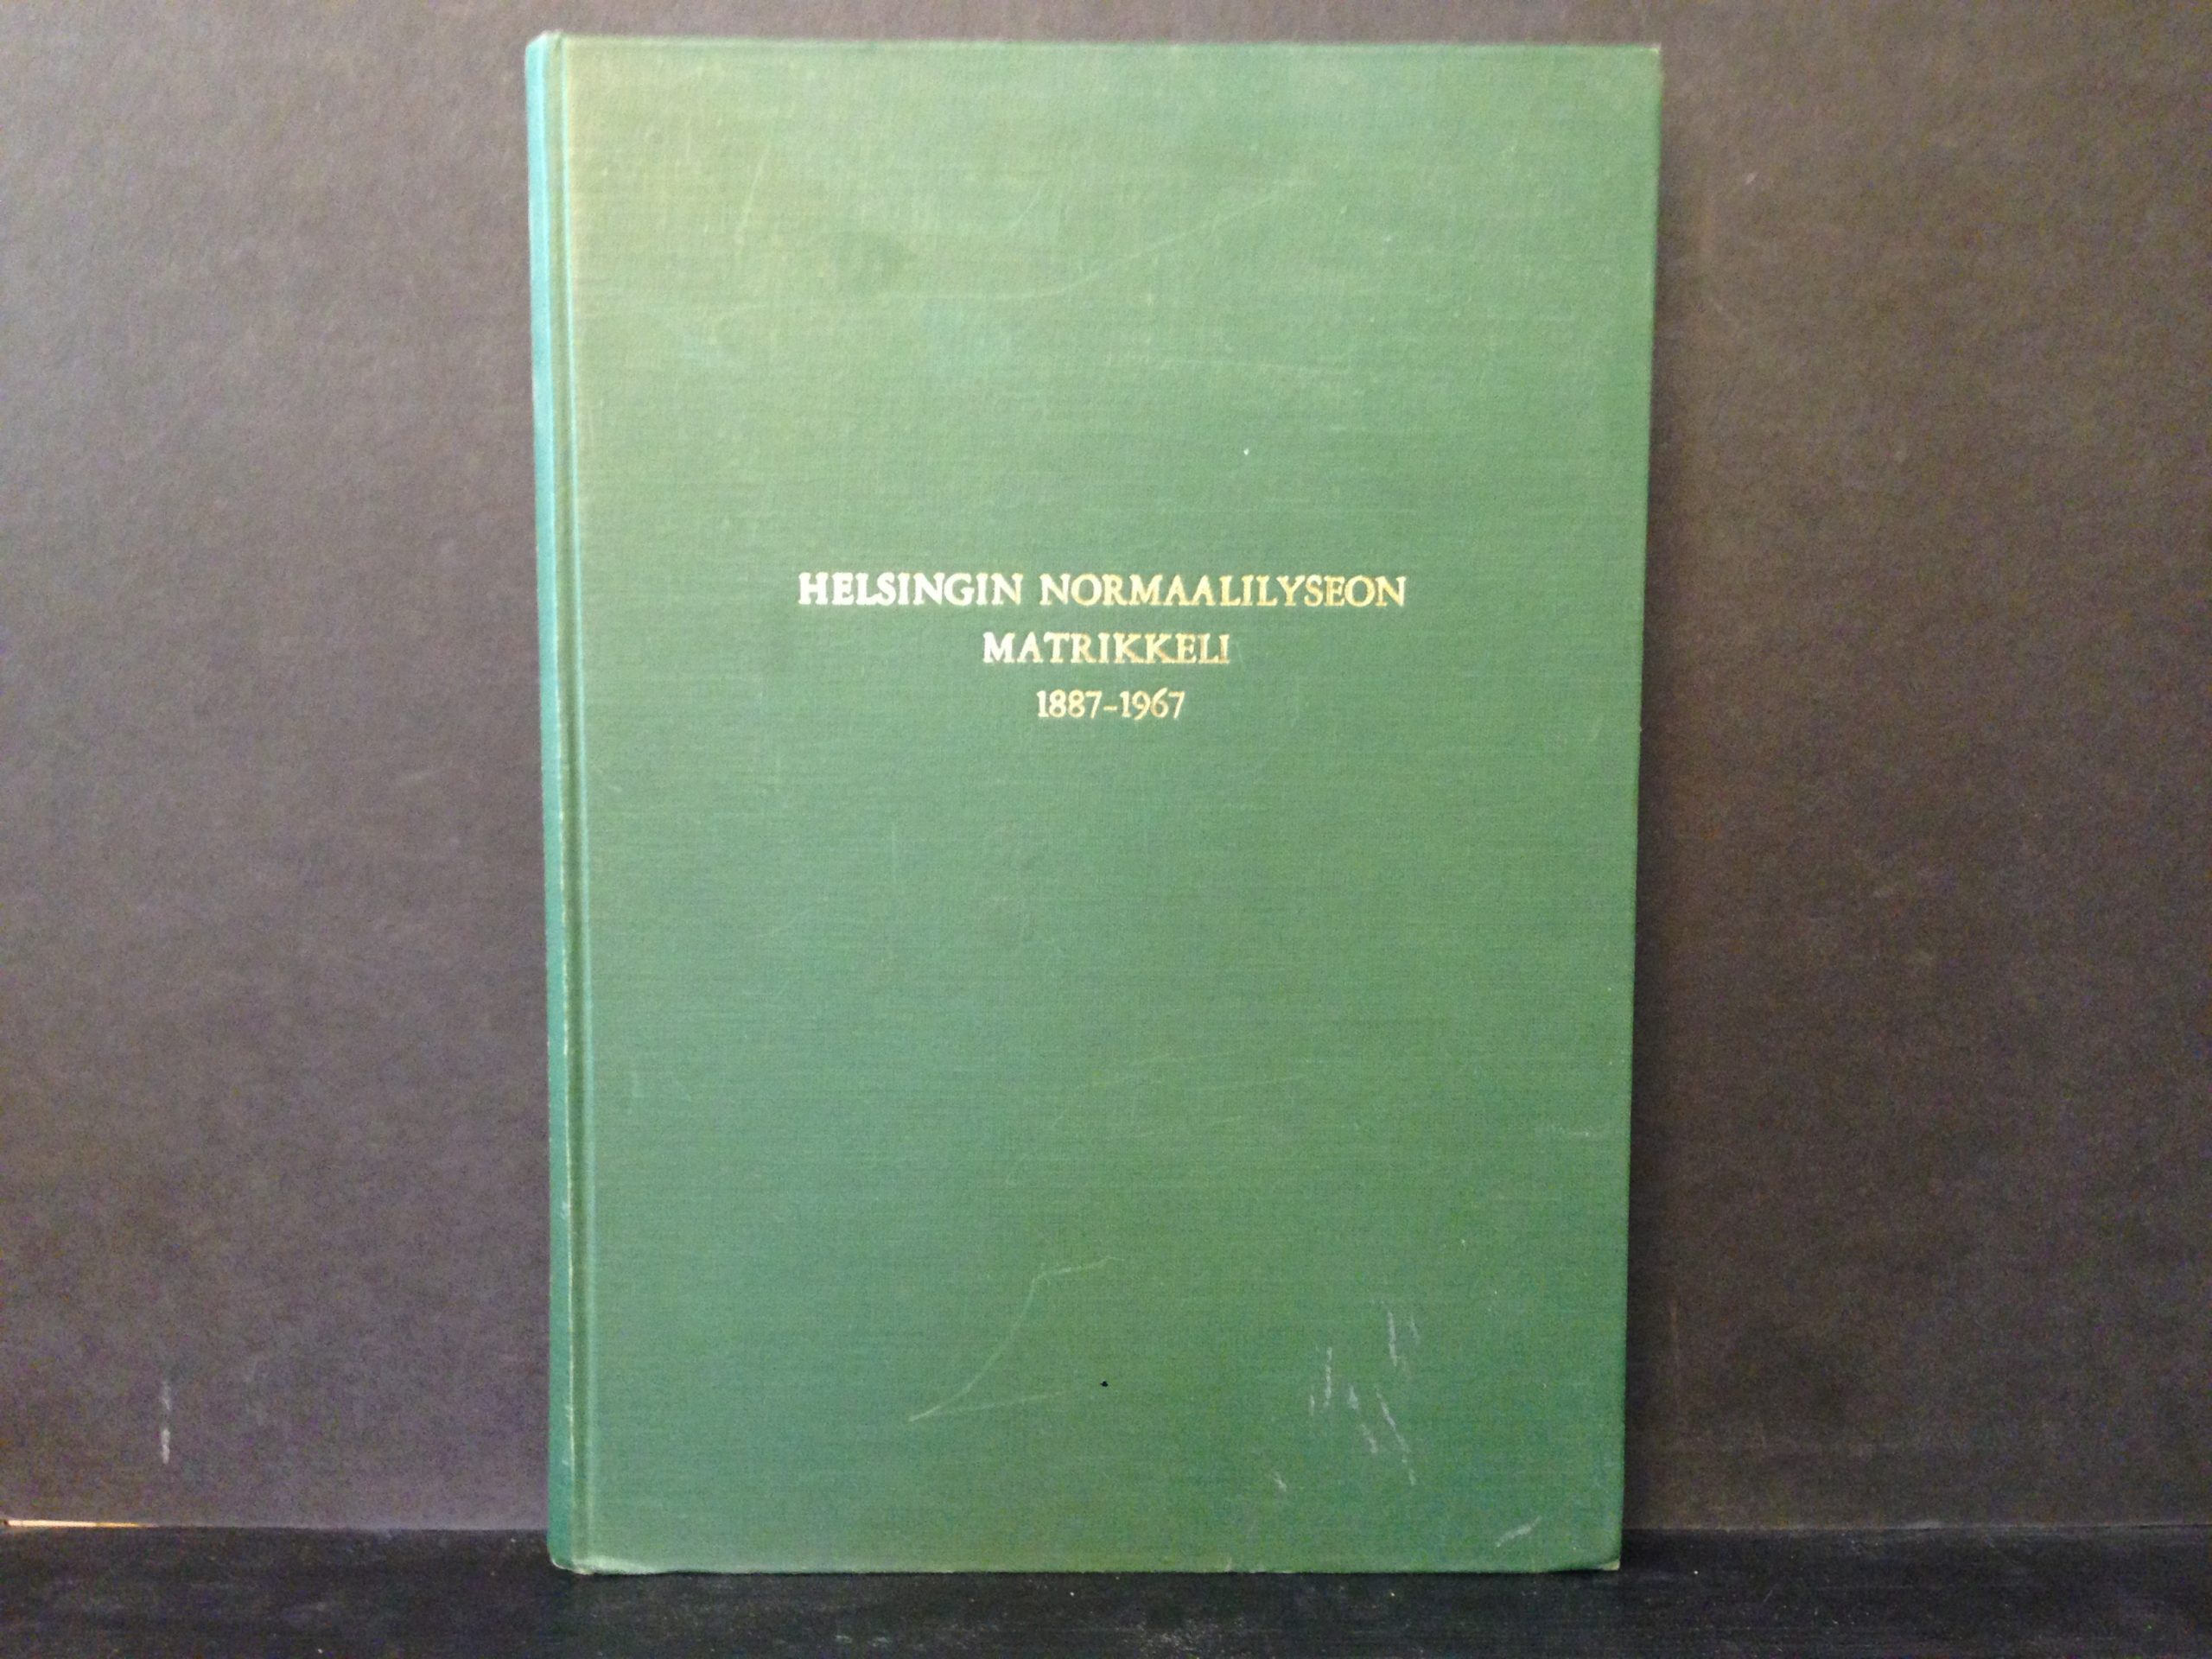 HELSINGIN NORMAALILYSEON
MATRIKKELI
1887-1967